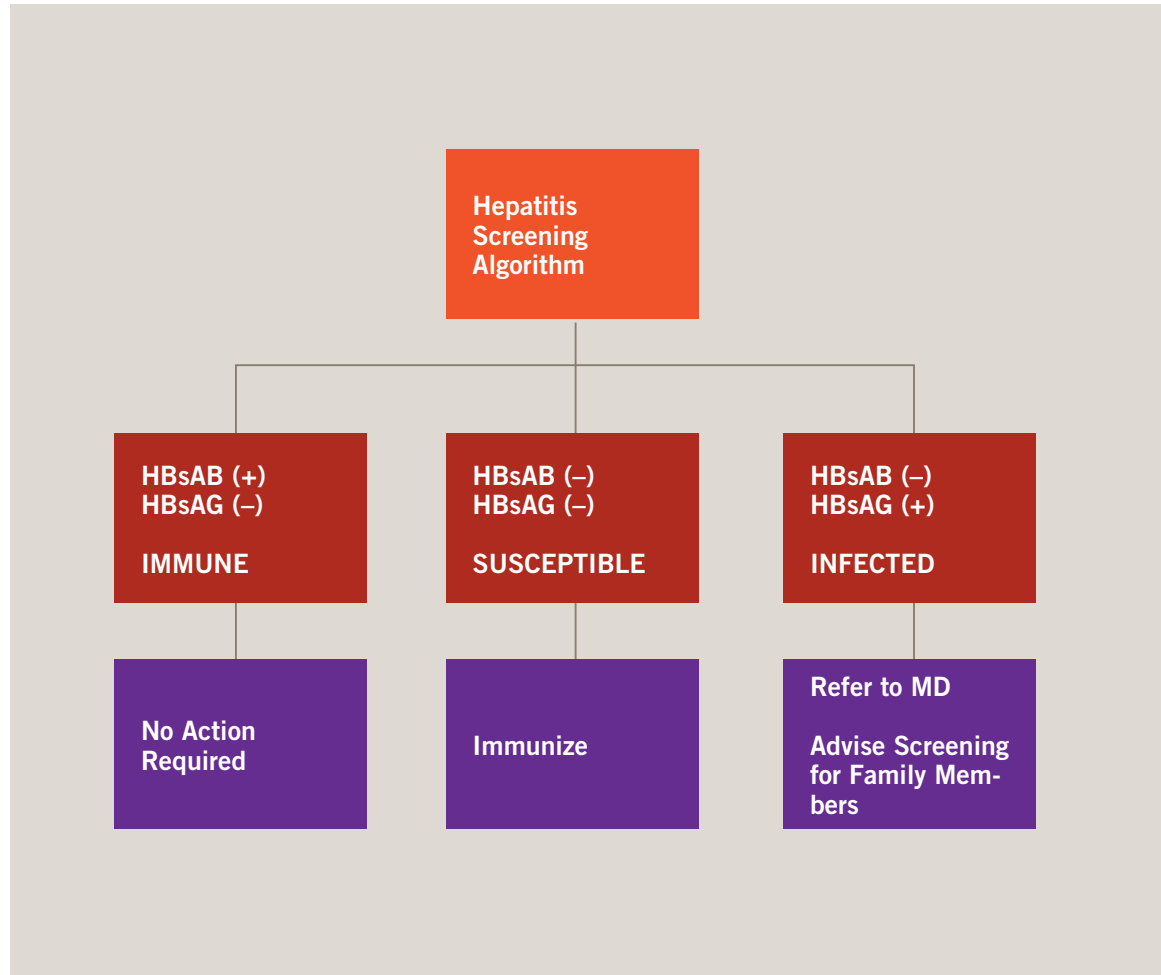 Hepatitis
Screening
Algorithm
HBsAB (+)
HBsAG (–)
IMMUNE
HBsAB (–)
HBsAG (–)
SUSCEPTIBLE
HBsAB (–)
HBsAG (+)
INFECTED
No Action
Required
Immunize
Refer to MD
Advise Screening
for Family Mem-
bers